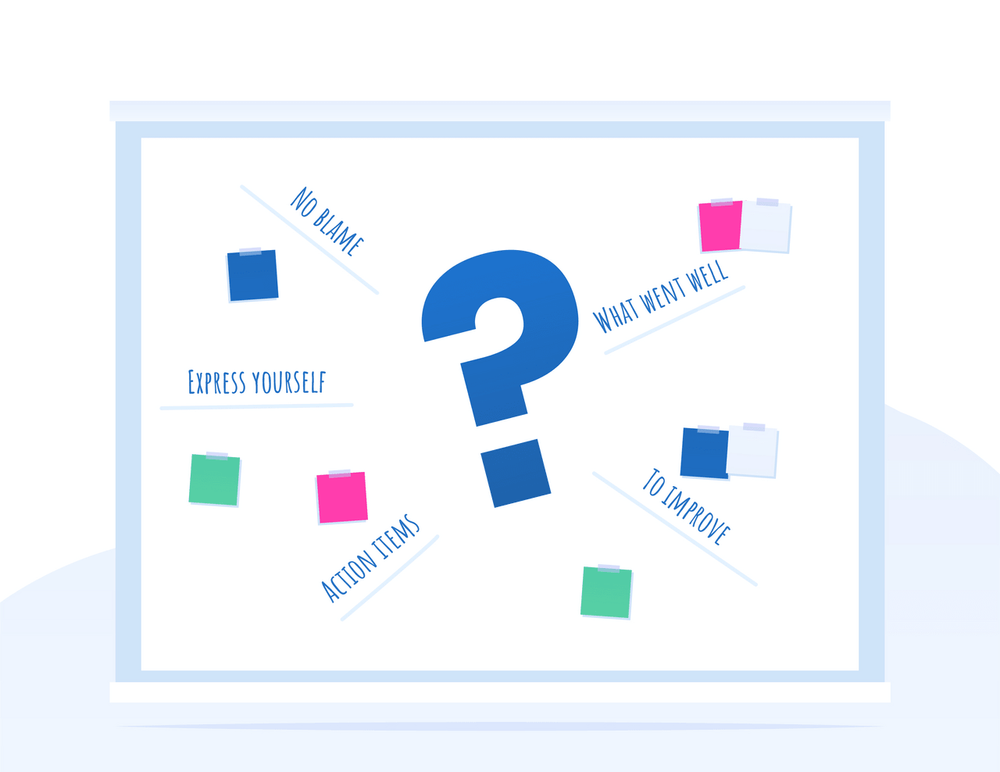 No blame
What went well
Express yourself
?
To improve
Action items